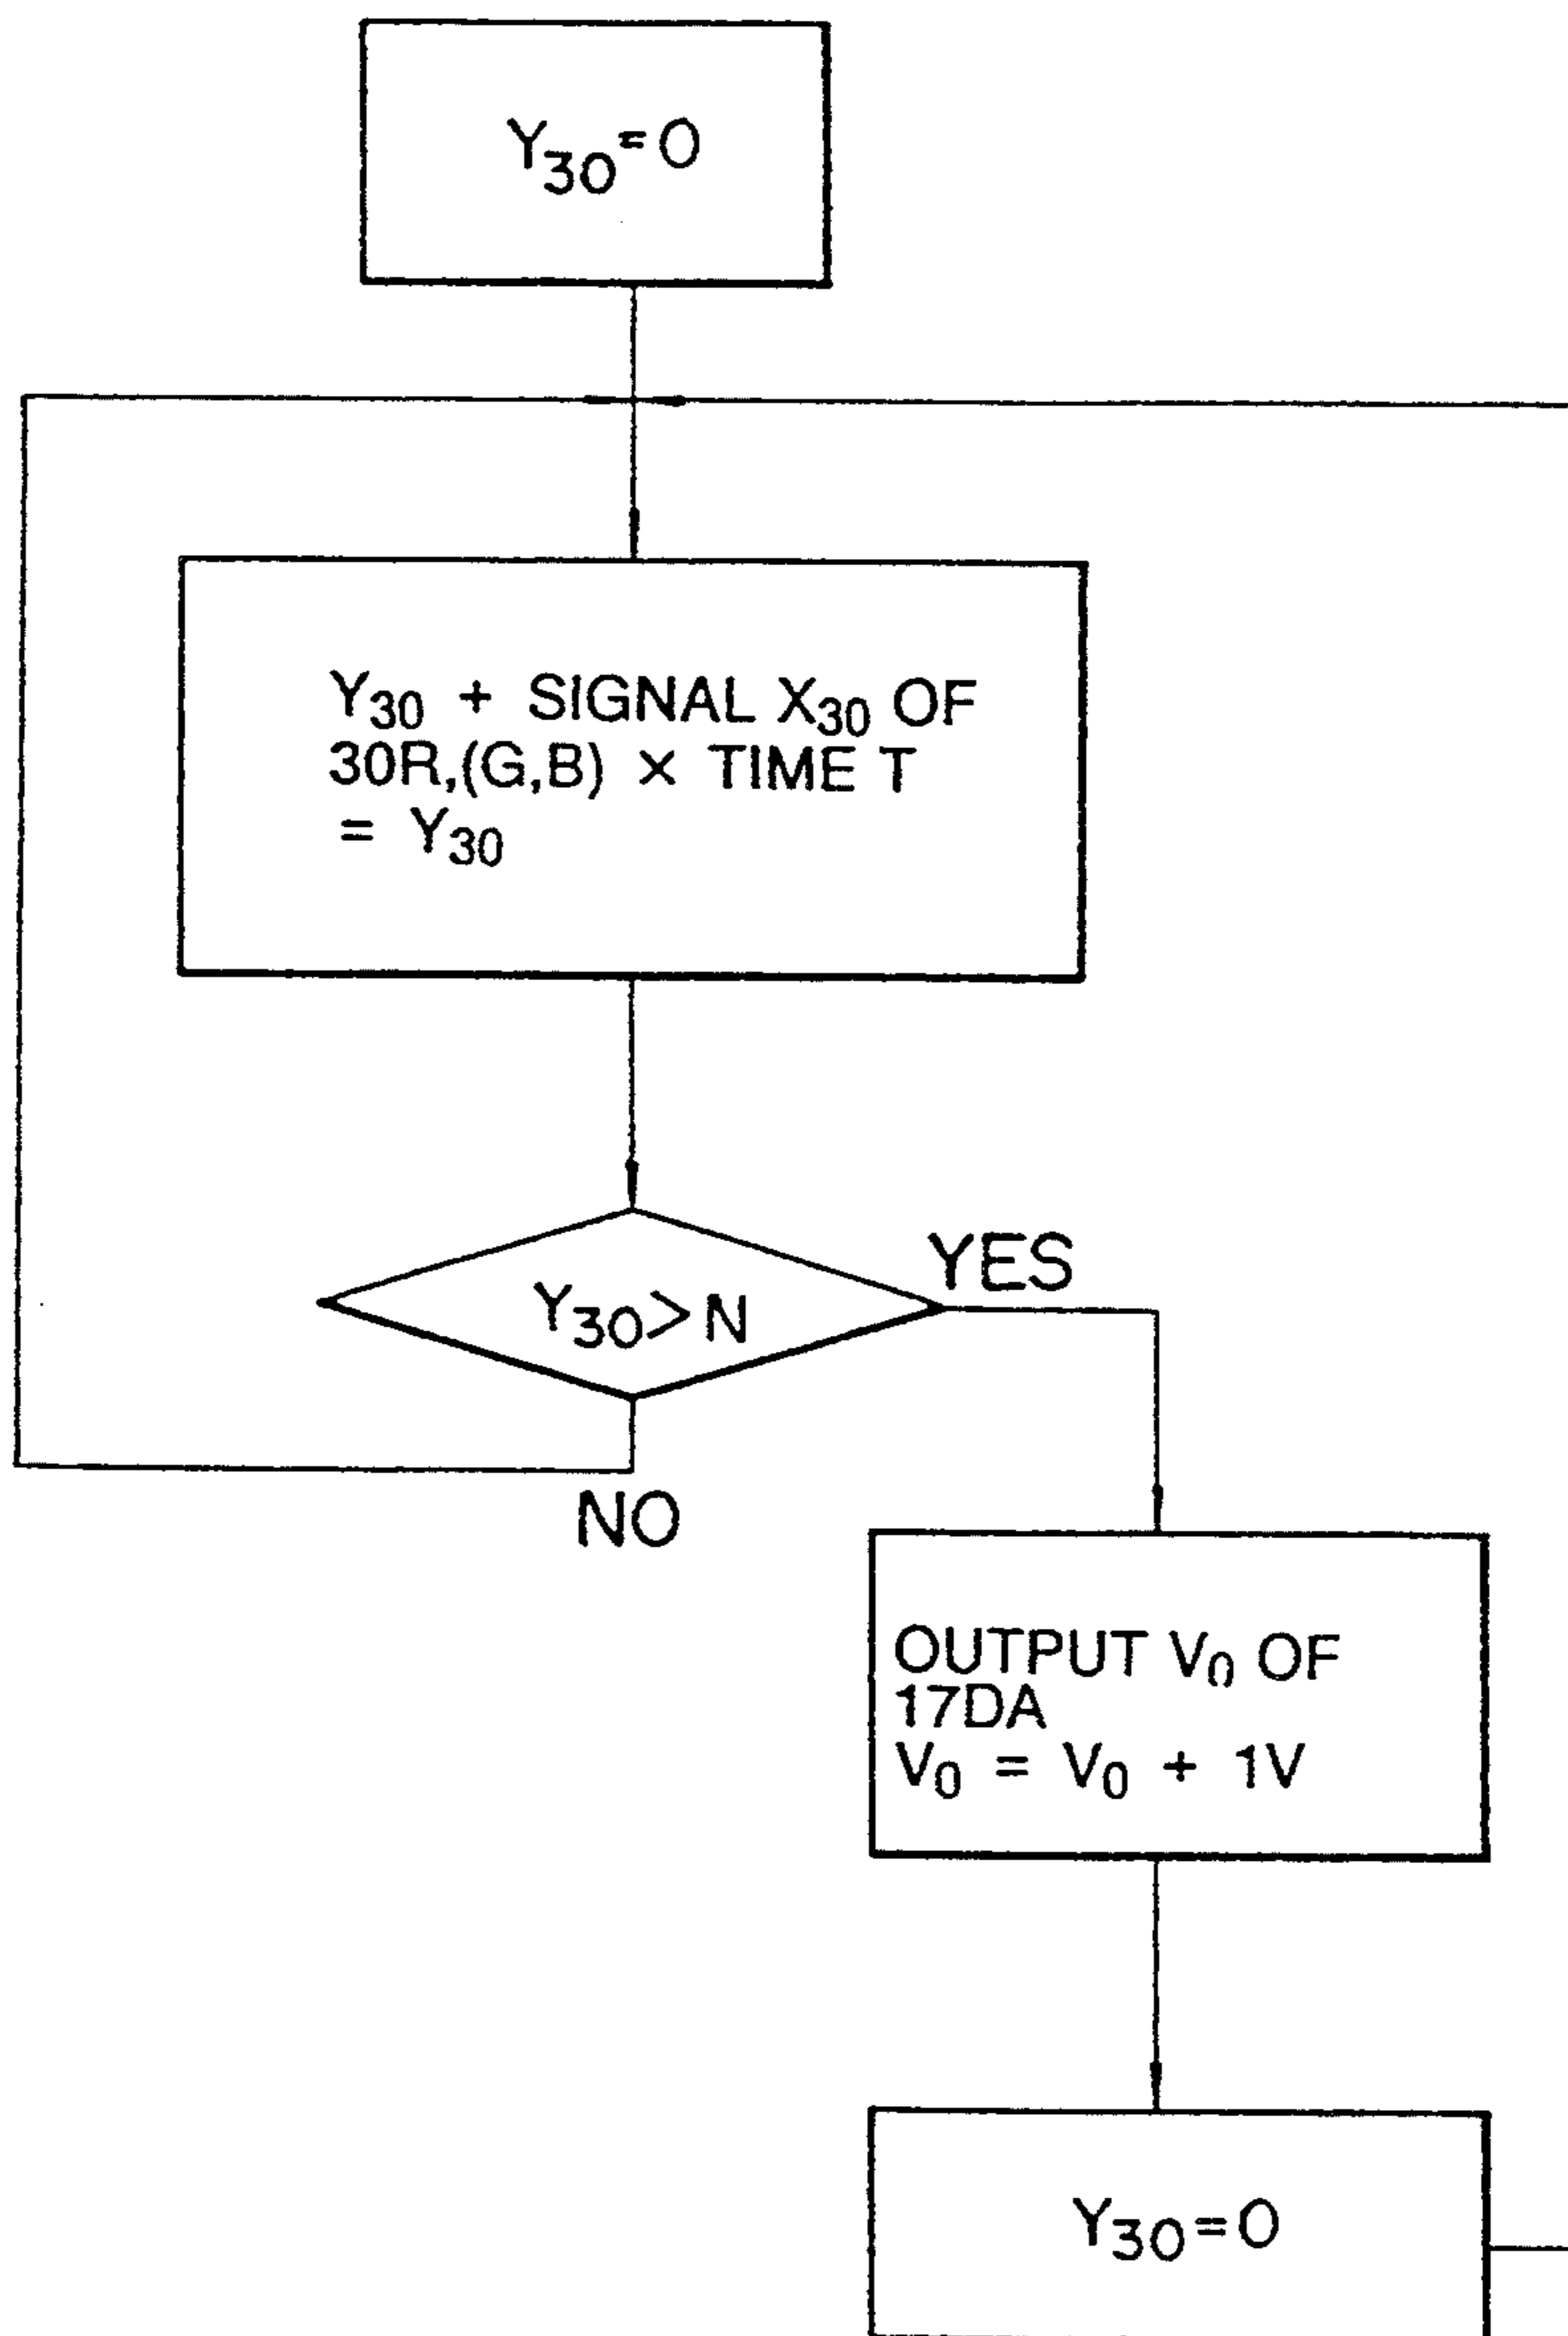 Y30=0
Y30 + SIGNAL X30 OF
30R,(G,B) × TIME T
= Y30
Y30>N
YES
NO
OUTPUT V0 OF
17DA
V0 = V0 + 1V
Y30=0